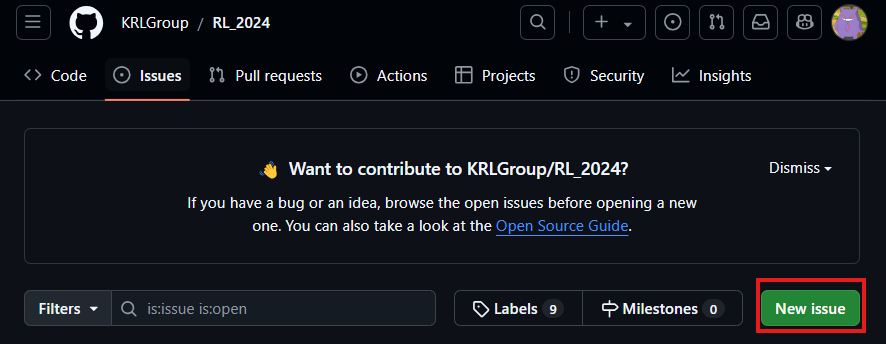 KRLGroup / RL_2024
Code Issues Pull requests Actions Projects Security Insights
👋 Want to contribute to KRLGroup/RL_2024?
Dismiss
If you have a bug or an idea, browse the open issues before opening a new
one. You can also take a look at the Open Source Guide.
Filters is:issue is:open Labels 9 Milestones 0 New issue